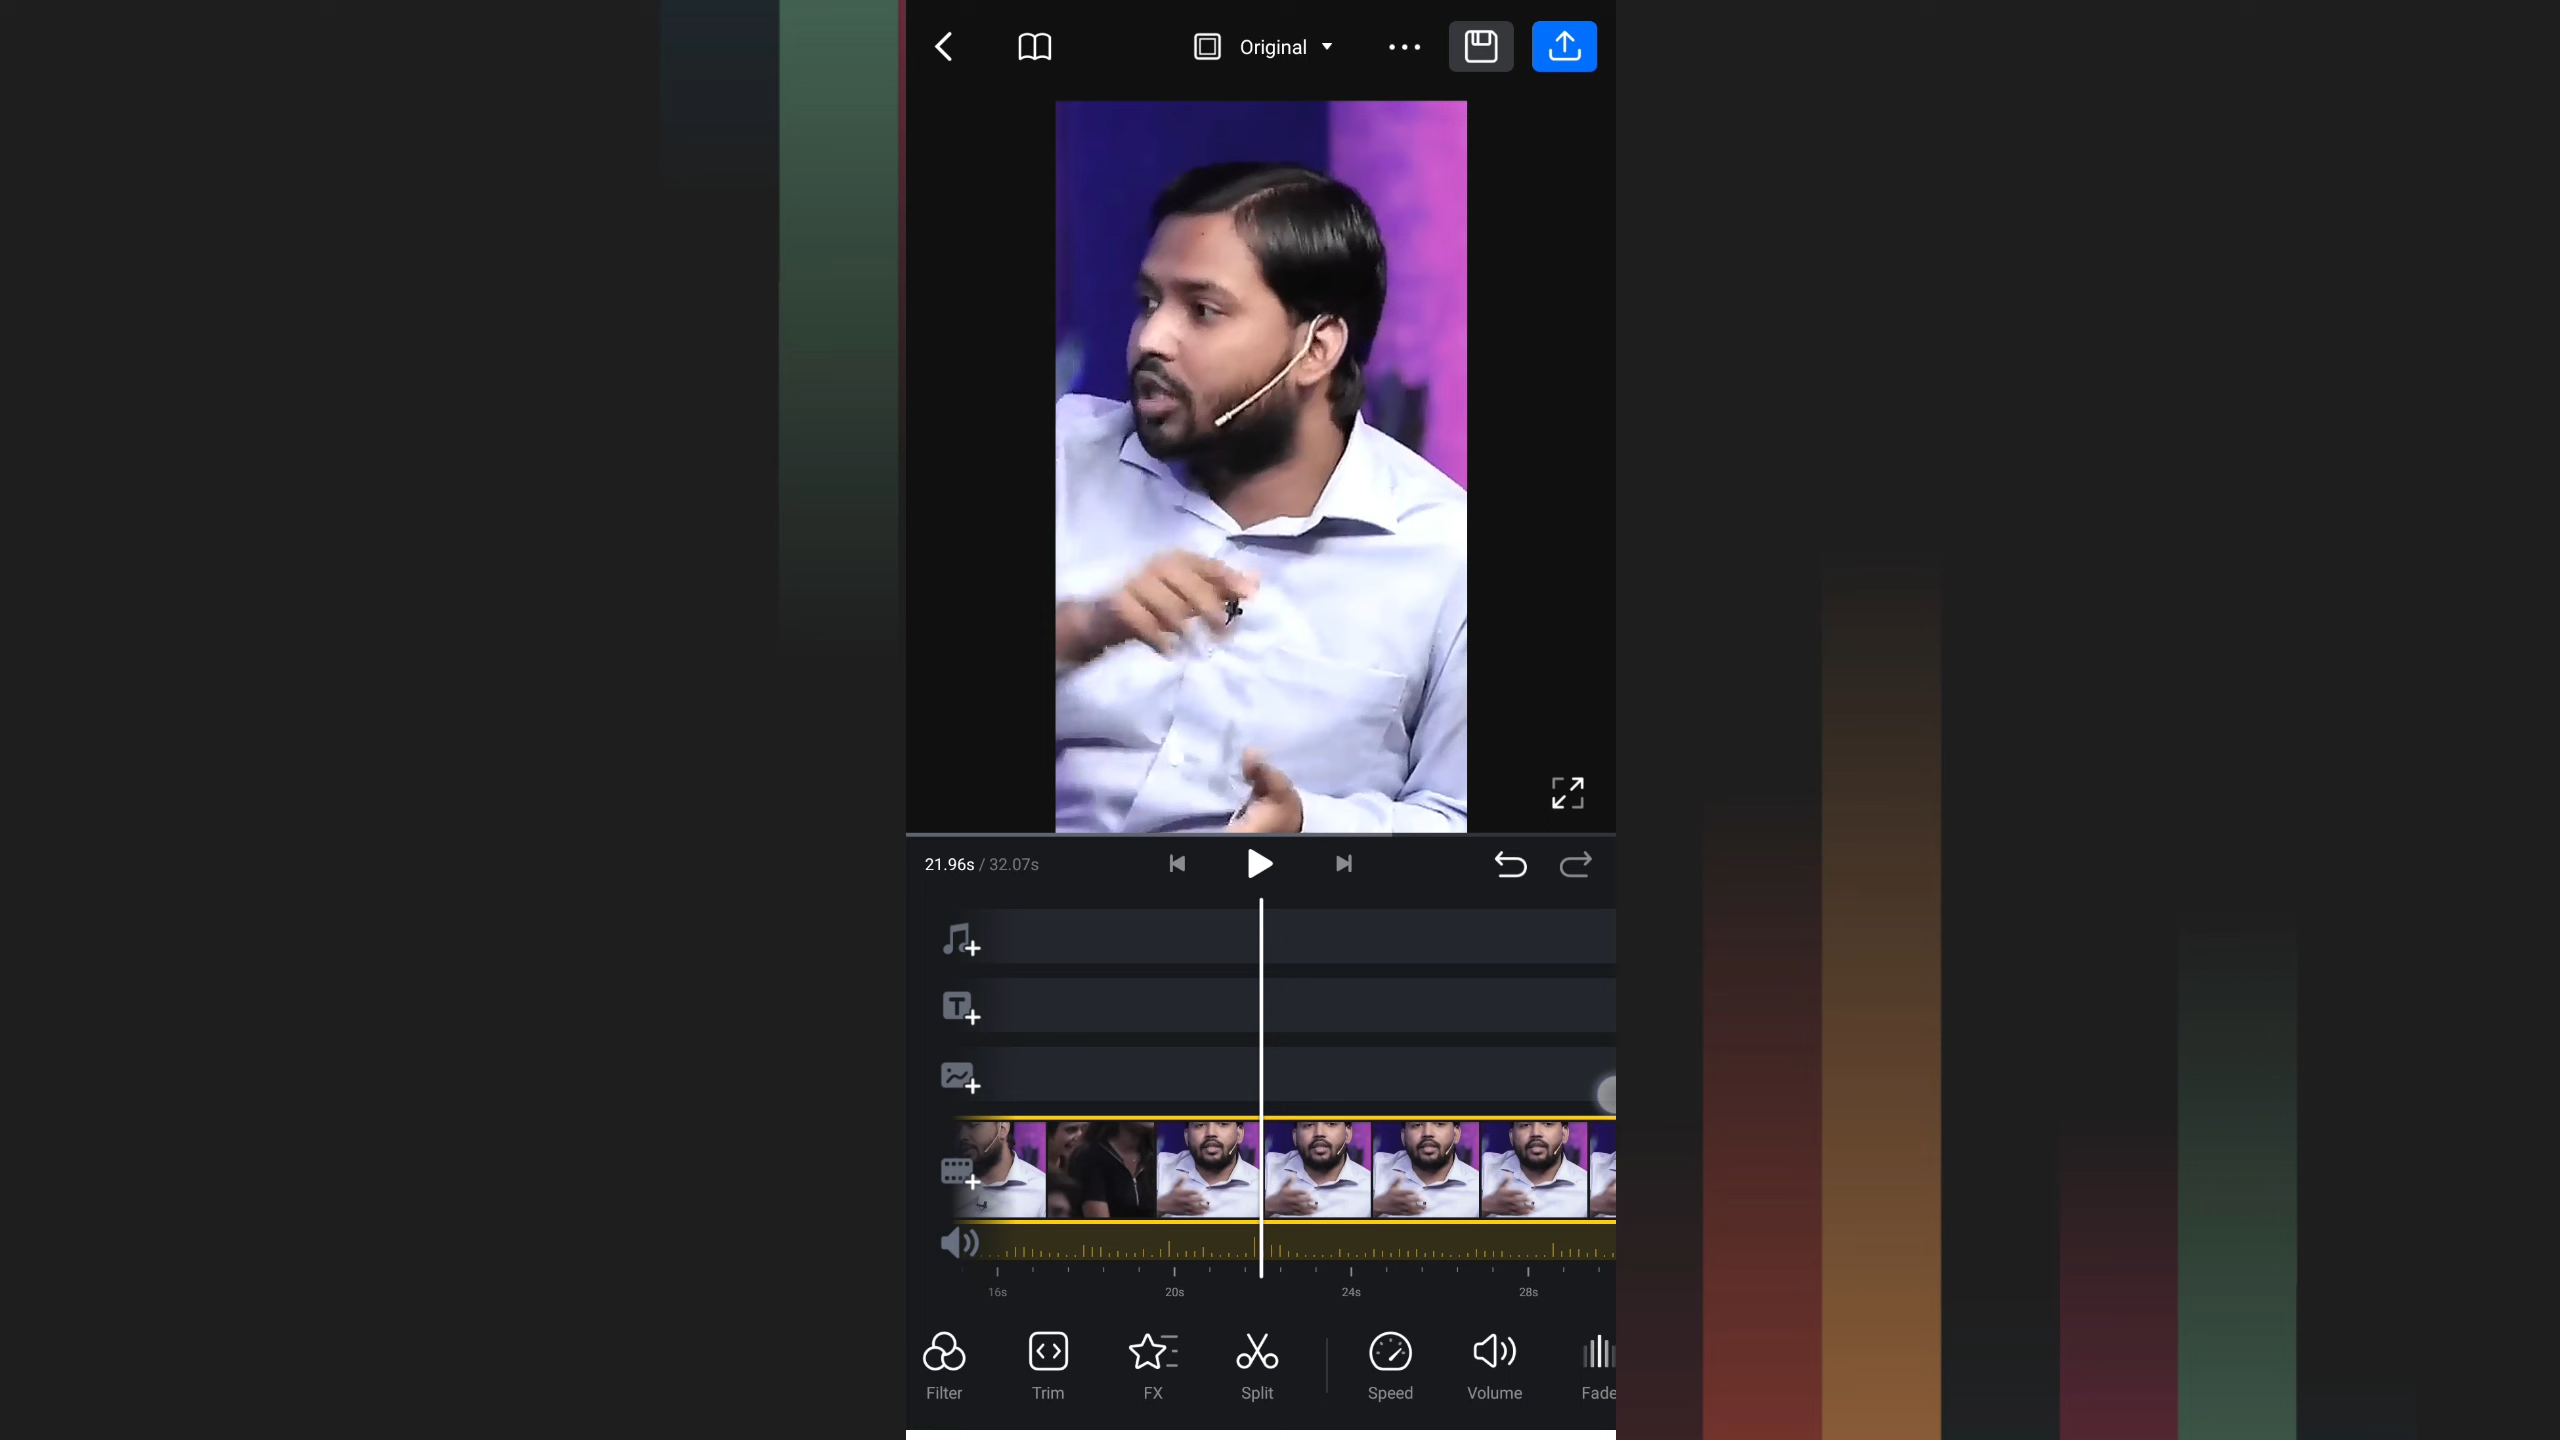 Original
21.96s / 32.07s
T
16s 20s 24s 28s
Filter Trim FX Split Speed Volume Fade